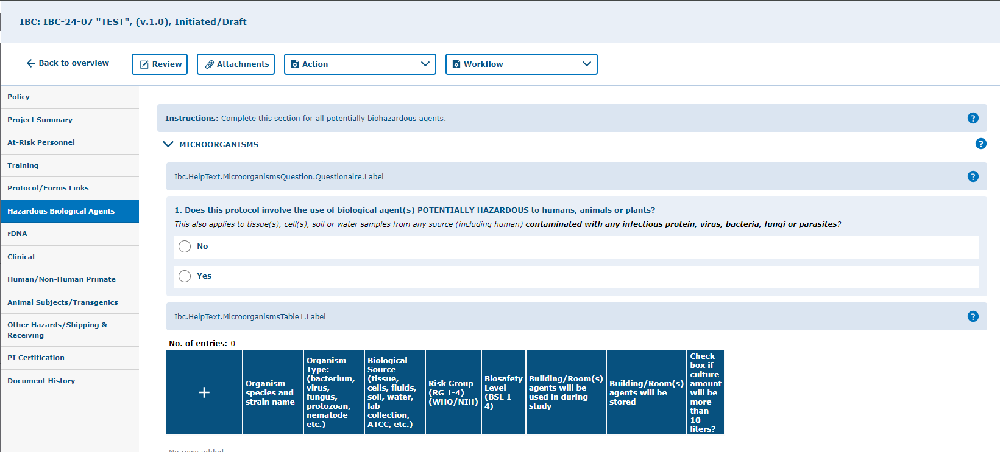 IBC: IBC-24-07 "TEST", (v.1.0), Initiated/Draft
Back to overview
Review
Attachments
Action
Workflow
Policy
Project Summary
At-Risk Personnel
Training
Protocol/Forms Links
Hazardous Biological Agents
rDNA
Clinical
Human/Non-Human Primate
Animal Subjects/Transgenics
Other Hazards/Shipping &
Receiving
PI Certification
Document History
Instructions: Complete this section for all potentially biohazardous agents.
?
MICROORGANISMS
?
Ibc.HelpText.MicroorganismsQuestion.Questionaire.Label
?
1. Does this protocol involve the use of biological agent(s) POTENTIALLY HAZARDOUS to humans, animals or plants?
This also applies to tissue(s), cell(s), soil or water samples from any source (including human) contaminated with any infectious protein, virus, bacteria, fungi or parasites?
No
Yes
Ibc.HelpText.MicroorganismsTable1.Label
?
No. of entries: 0
+
Organism
species and
strain name
Organism
Type:
(bacterium,
virus,
fungus,
protozoan,
nematode
etc.)
Biological
Source
(tissue,
cells, fluids,
soil, water,
lab
collection,
ATCC, etc.)
Risk Group
(RG 1-4)
(WHO/NIH)
Biosafety
Level
(BSL 1-
4)
Building/Room(s)
agents will be
used in during
study
Building/Room(s)
agents will be
stored
Check
box if
culture
amount
will be
more
than
10
liters?
No rows added